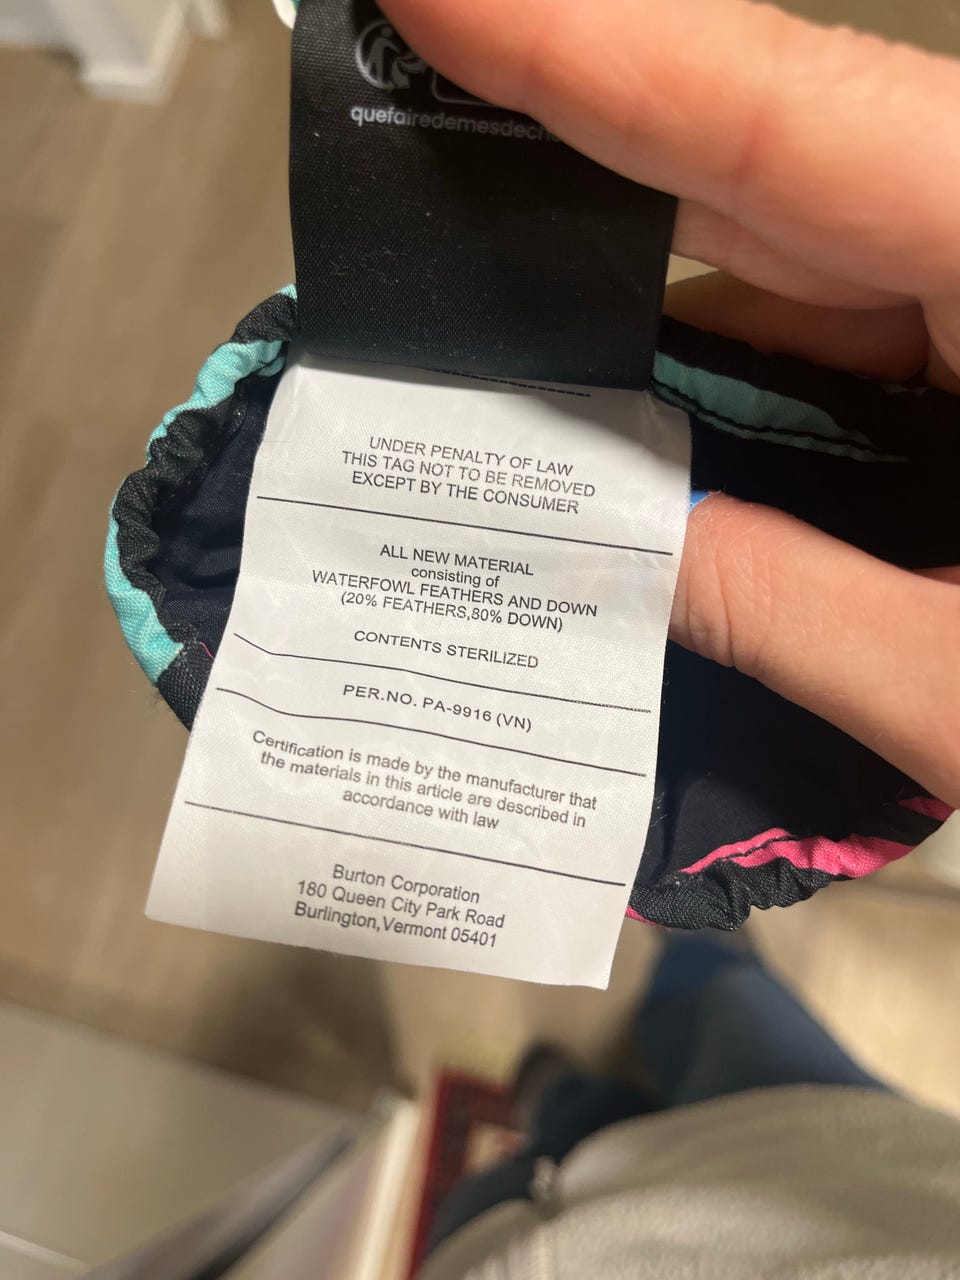 UNDER PENALTY OF LAW
THIS TAG NOT TO BE REMOVED
EXCEPT BY THE CONSUMER
ALL NEW MATERIAL
consisting of
WATERFOWL FEATHERS AND DOWN
(20% FEATHERS,80% DOWN)
CONTENTS STERILIZED
PER.NO. PA-9916 (VN)
Certification is made by the manufacturer that
the materials in this article are described in
accordance with law
Burton Corporation
180 Queen City Park Road
Burlington, Vermont 05401